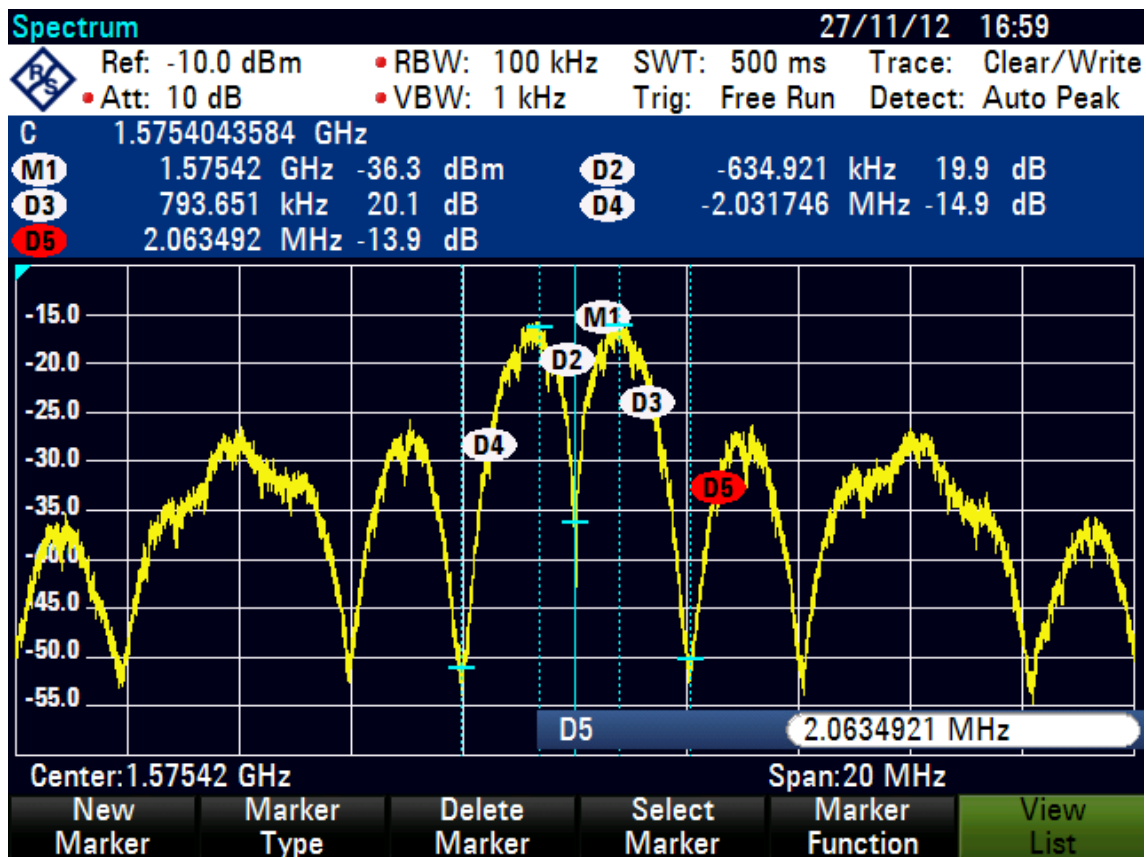 Spectrum 27/11/12 16:59
R&S Ref: -10.0 dBm RBW: 100 kHz SWT: 500 ms Trace: Clear/Write
Att: 10 dB VBW: 1 kHz Trig: Free Run Detect: Auto Peak
C 1.5754043584 GHz
M1 1.57542 GHz -36.3 dBm D2 -634.921 kHz 19.9 dB
D3 793.651 kHz 20.1 dB D4 -2.031746 MHz -14.9 dB
D5 2.063492 MHz -13.9 dB
-15.0
M1
-20.0
D2
-25.0
D3
D4
-30.0
D5
-35.0
-40.0
-45.0
-50.0
-55.0
D5 2.0634921 MHz
Center:1.57542 GHz Span:20 MHz
New Marker Delete Select Marker View
Marker Type Marker Marker Function List